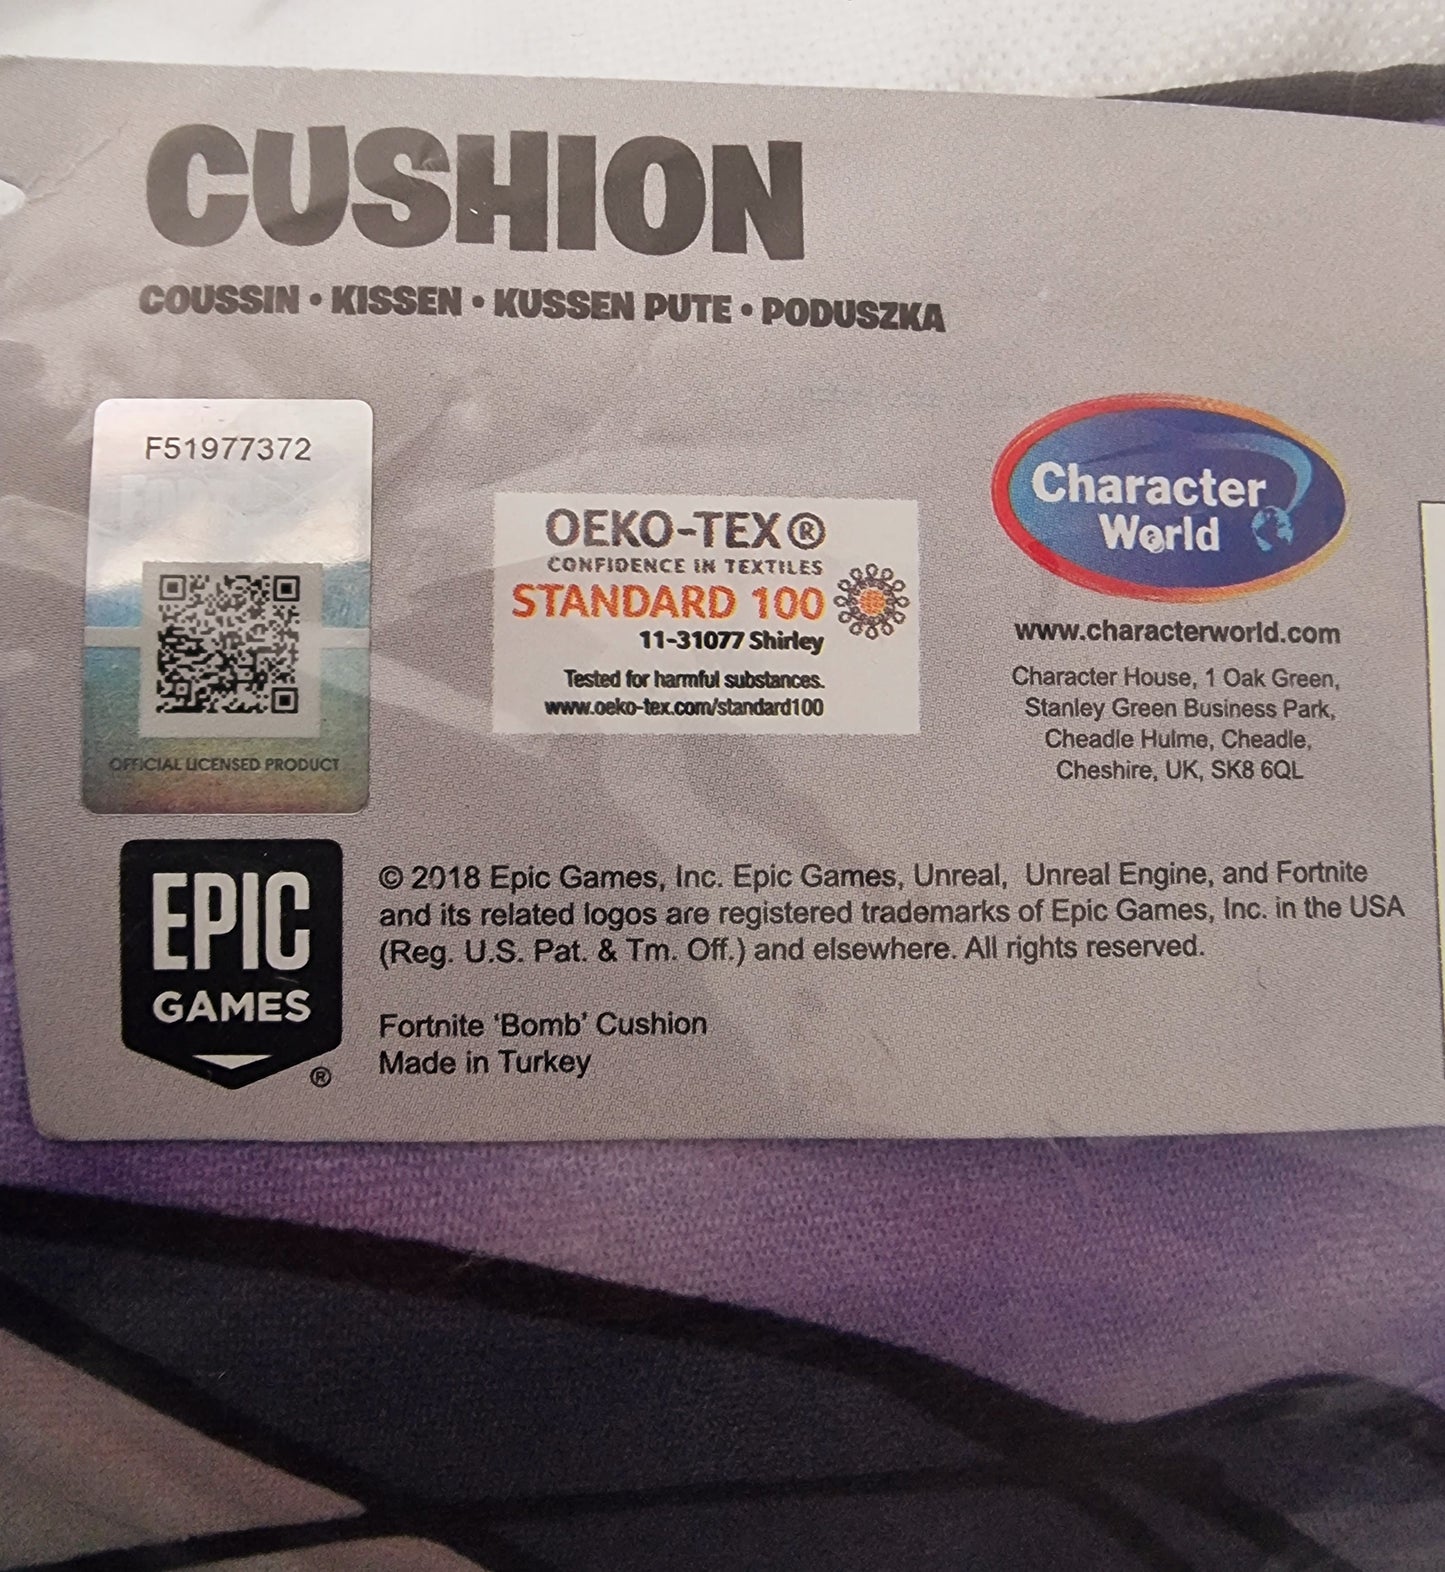 CUSHION
COUSSIN • KISSEN • KUSSEN PUTE • PODUSZKA
F51977372
OFFICIAL LICENSED PRODUCT
OEKO-TEX®
CONFIDENCE IN TEXTILES
STANDARD 100
11-31077 Shirley
Tested for harmful substances.
www.oeko-tex.com/standard100
Character
World
www.characterworld.com
Character House, 1 Oak Green,
Stanley Green Business Park,
Cheadle Hulme, Cheadle,
Cheshire, UK, SK8 6QL
EPIC
GAMES
®
© 2018 Epic Games, Inc. Epic Games, Unreal, Unreal Engine, and Fortnite
and its related logos are registered trademarks of Epic Games, Inc. in the USA
(Reg. U.S. Pat. & Tm. Off.) and elsewhere. All rights reserved.
Fortnite ‘Bomb’ Cushion
Made in Turkey